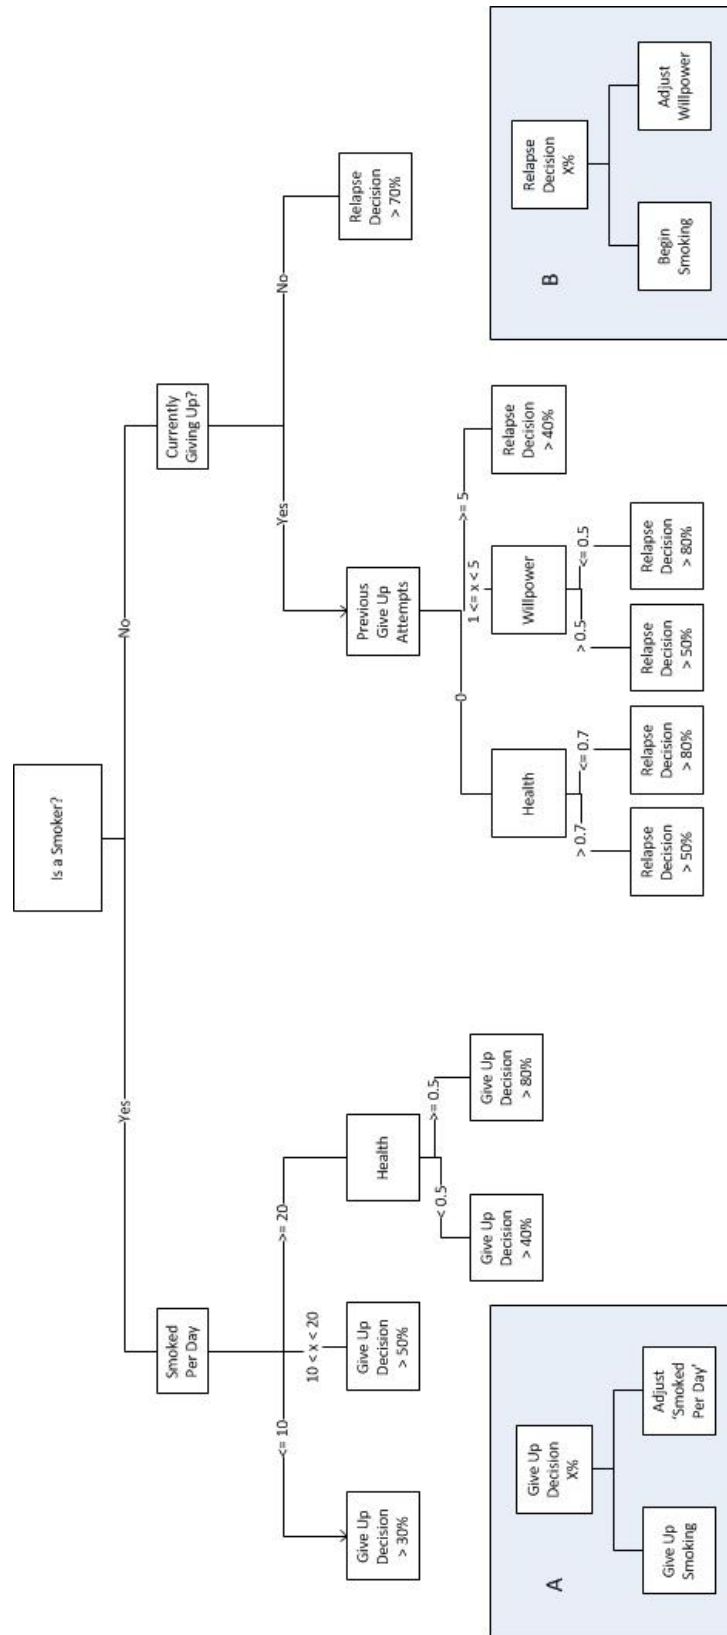 Is a Smoker?
Yes
No
Smoked
Per Day
Currently
Giving Up?
<= 10
10 < x < 20
>= 20
Yes
No
Give Up
Decision
> 30%
Give Up
Decision
> 50%
Health
Previous
Give Up
Attempts
Relapse
Decision
> 70%
< 0.5
>= 0.5
0
1 <= x < 5
>= 5
Give Up
Decision
> 40%
Give Up
Decision
> 80%
Health
Willpower
Relapse
Decision
> 40%
> 0.7
<= 0.7
> 0.5
<= 0.5
Relapse
Decision
> 50%
Relapse
Decision
> 80%
Relapse
Decision
> 50%
Relapse
Decision
> 80%
A
Give Up
Decision
X%
Give Up
Smoking
Adjust
‘Smoked
Per Day’
B
Relapse
Decision
X%
Begin
Smoking
Adjust
Willpower